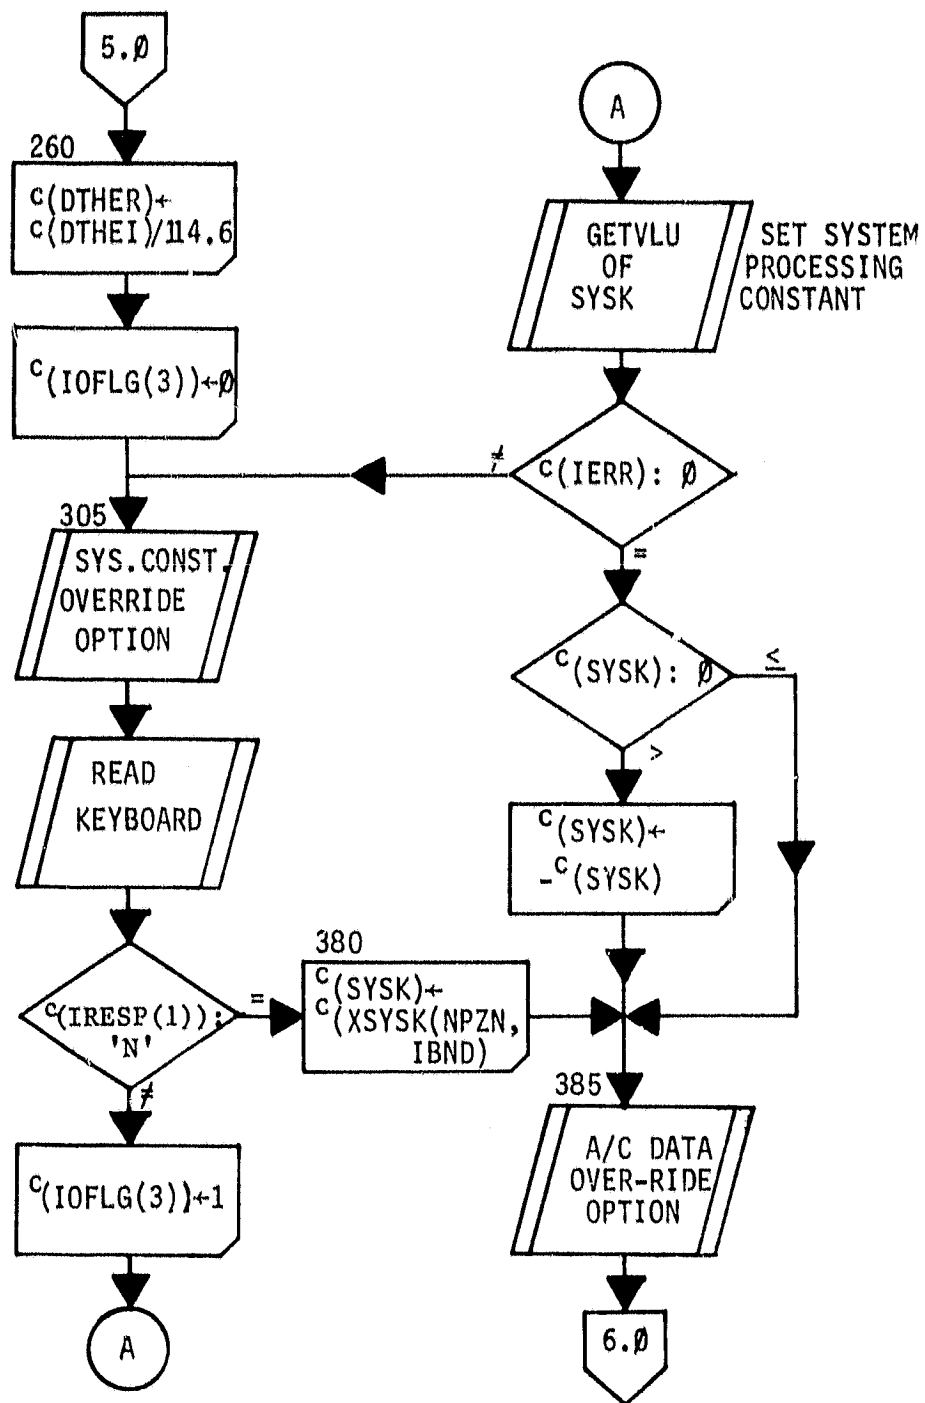 5.Ø
260
C(DTHER)←
C(DTHEI)/114.6
C(IOFLG(3))←Ø
305
SYS.CONST.
OVERRIDE
OPTION
READ
KEYBOARD
C(IRESP(1)):
'N'
=
≠
C(IOFLG(3))←1
A
380
C(SYSK)←
C(XSYSK(NPZN,
IBND)
A
GETVLU
OF
SYSK
SET SYSTEM
PROCESSING
CONSTANT
≠
C(IERR): Ø
=
C(SYSK): Ø
≤
>
C(SYSK)←
-C(SYSK)
385
A/C DATA
OVER-RIDE
OPTION
6.Ø